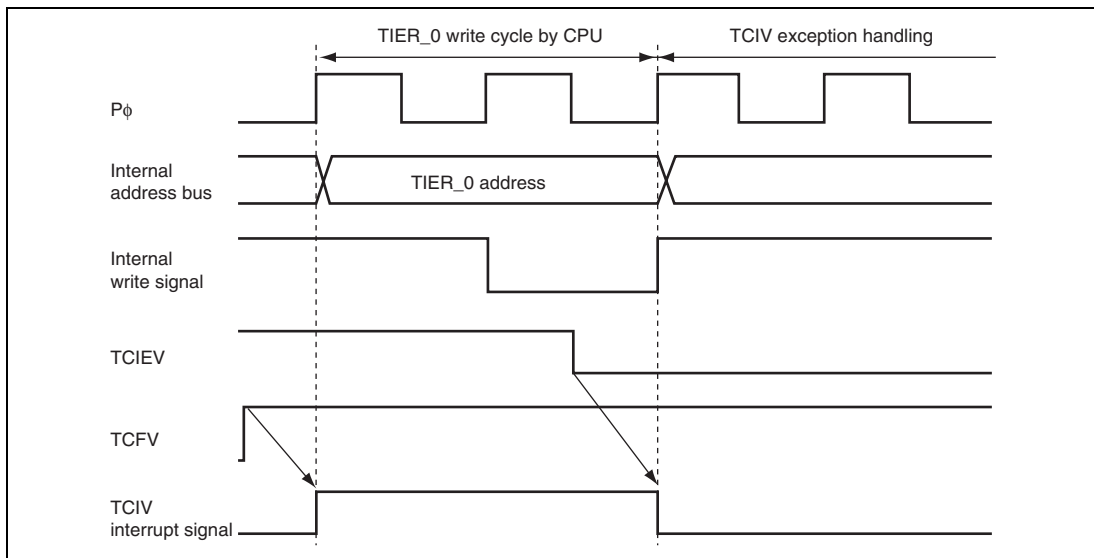 TIER_0 write cycle by CPU
TCIV exception handling
Pφ
Internal
address bus
TIER_0 address
Internal
write signal
TCIEV
TCFV
TCIV
interrupt signal